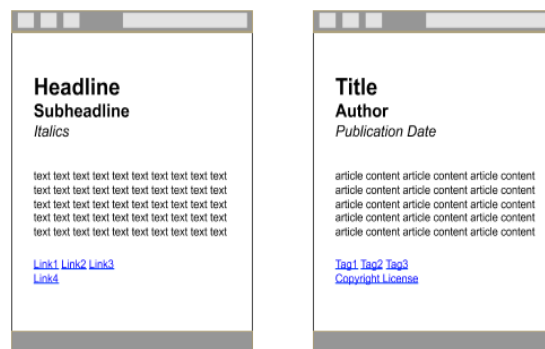 Headline
Subheadline
Italics
text text text text text text text text text text
text text text text text text text text text text
text text text text text text text text text text
text text text text text text text text text text
text text text text text text text text text text
Link1 Link2 Link3
Link4
Title
Author
Publication Date
article content article content article content
article content article content article content
article content article content article content
article content article content article content
article content article content article content
Tag1 Tag2 Tag3
Copyright License